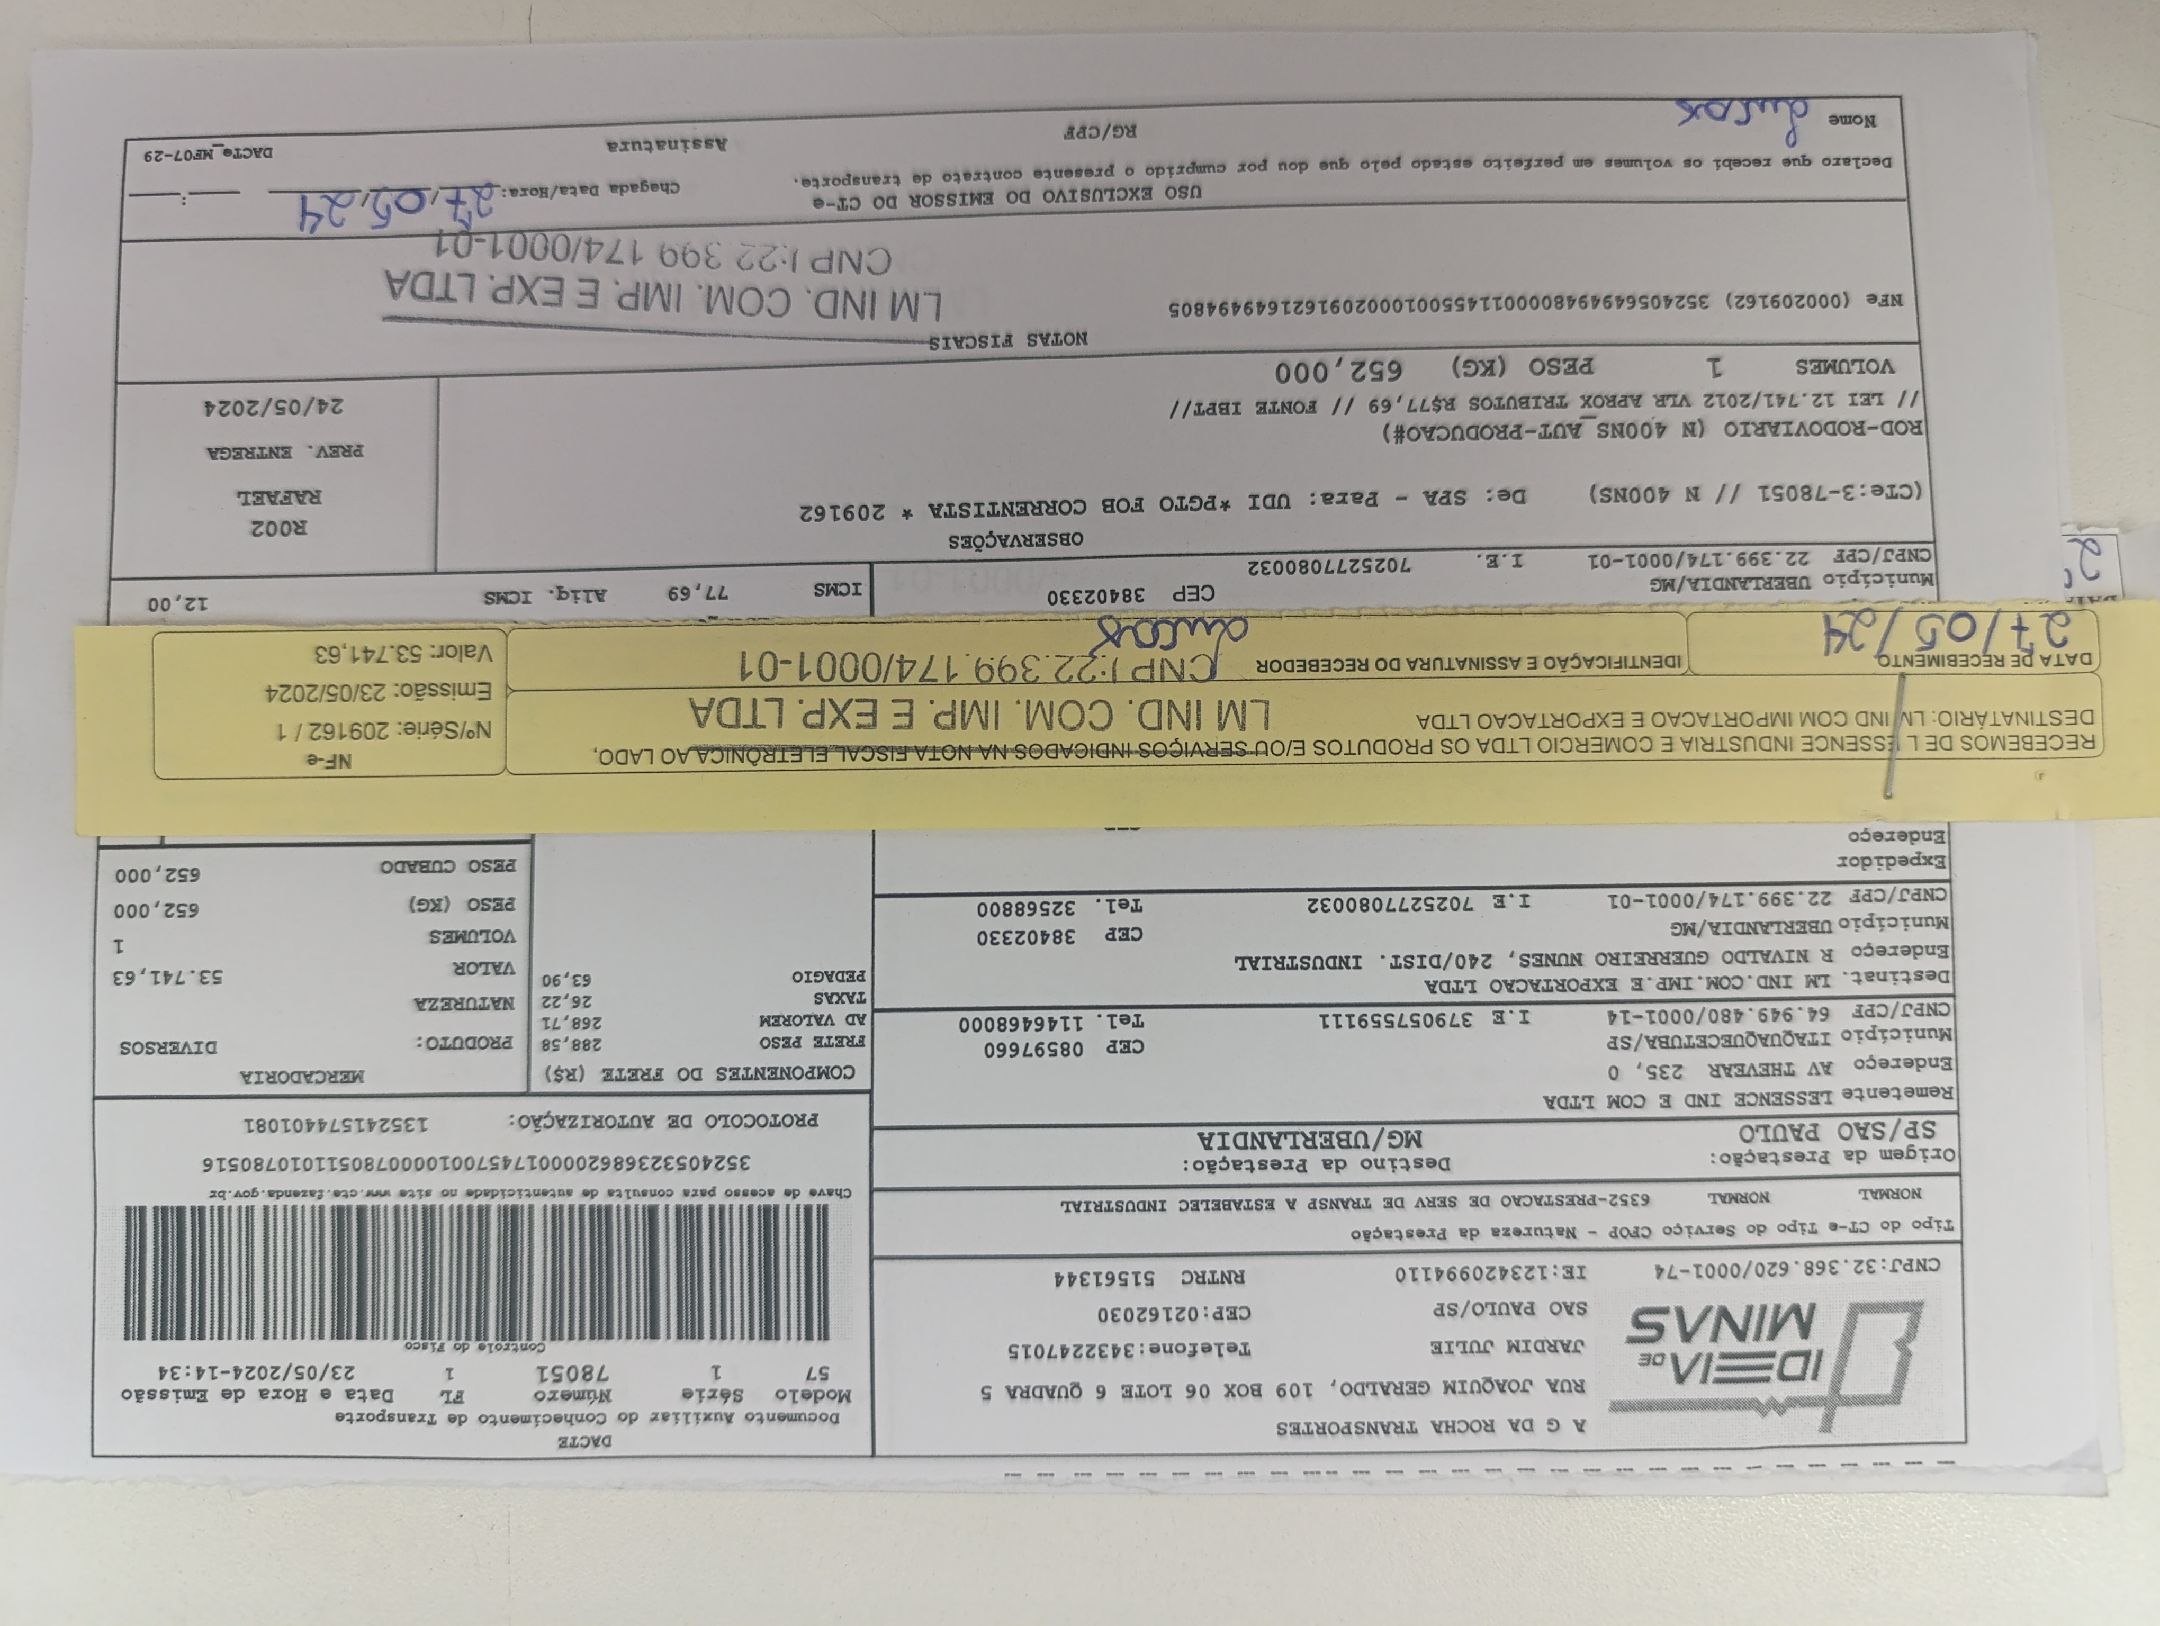 A G DA ROCHA TRANSPORTES
RUA JOAQUIM GERALDO, 109 BOX 06 LOTE 6 QUADRA 5
JARDIM JULIE Telefone:3432247015
SAO PAULO/SP CEP:02162030
IDEIA DE MINAS
CNPJ:32.368.620/0001-74 IE:123420994110 RNTRC 51561344
DACTE
Documento Auxiliar do Conhecimento de Transporte
Modelo Série Número FL Data e Hora de Emissão
57 1 78051 1 23/05/2024-14:34
Controle do Fisco
Chave de acesso para consulta de autenticidade no site www.cte.fazenda.gov.br
35240532368620000174570010000780511010780516
PROTOCOLO DE AUTORIZAÇÃO: 135241574401081
Tipo do CT-e Tipo do Serviço CFOP - Natureza da Prestação
NORMAL NORMAL 6352-PRESTACAO DE SERV DE TRANSP A ESTABELEC INDUSTRIAL
Origem da Prestação: Destino da Prestação:
SP/SAO PAULO MG/UBERLANDIA
Remetente LESSENCE IND E COM LTDA
Endereço AV THEVEAR 235, 0
Município ITAQUAQUECETUBA/SP CEP 08597660
CNPJ/CPF 64.949.480/0001-14 I.E 379057559111 Tel. 1146468000
Destinat. LM IND.COM.IMP.E EXPORTACAO LTDA
Endereço R NIVALDO GUERREIRO NUNES, 240/DIST. INDUSTRIAL
Município UBERLANDIA/MG CEP 38402330
CNPJ/CPF 22.399.174/0001-01 I.E 7025277080032 Tel. 32568800
Expedidor
Endereço
COMPONENTES DO FRETE (R$)
FRETE PESO 288,58
AD VALOREM 268,71
TAXAS 26,22
PEDAGIO 63,90
MERCADORIA
PRODUTO: DIVERSOS
NATUREZA
VALOR 53.741,63
VOLUMES 1
PESO (KG) 652,000
PESO CUBADO 652,000
RECEBEMOS DE L ESSENCE INDUSTRIA E COMERCIO LTDA OS PRODUTOS E/OU SERVIÇOS INDICADOS NA NOTA FISCAL ELETRÔNICA AO LADO,
DESTINATÁRIO: LM IND COM IMPORTACAO E EXPORTACAO LTDA
LM IND. COM. IMP. E EXP. LTDA
CNPJ:22.399.174/0001-01
DATA DE RECEBIMENTO
27/05/24
IDENTIFICAÇÃO E ASSINATURA DO RECEBEDOR
Lucas
NF-e
Nº/Série: 209162 / 1
Emissão: 23/05/2024
Valor: 53.741,63
Município UBERLANDIA/MG CEP 38402330
CNPJ/CPF 22.399.174/0001-01 I.E. 7025277080032
ICMS 77,69 Aliq. ICMS 12,00
OBSERVAÇÕES
(CTe:3-78051 // N 400NS) De: SPA - Para: UDI *PGTO FOB CORRENTISTA * 209162
ROD-RODOVIARIO (N 400NS_AUT-PRODUCAO#)
// LEI 12.741/2012 VLR APROX TRIBUTOS R$77,69 // FONTE IBPT//
VOLUMES 1 PESO (KG) 652,000
R002
RAFAEL
PREV. ENTREGA
24/05/2024
NOTAS FISCAIS
NFe (000209162) 35240564949480000114550010002091621649494805
LM IND. COM. IMP. E EXP. LTDA
CNPJ:22.399.174/0001-01
USO EXCLUSIVO DO EMISSOR DO CT-e
Declaro que recebi os volumes em perfeito estado pelo que dou por cumprido o presente contrato de transporte.
Chegada Data/Hora: 27/05/24 __:__
Nome Lucas RG/CPF Assinatura
DACTe_MF07-29